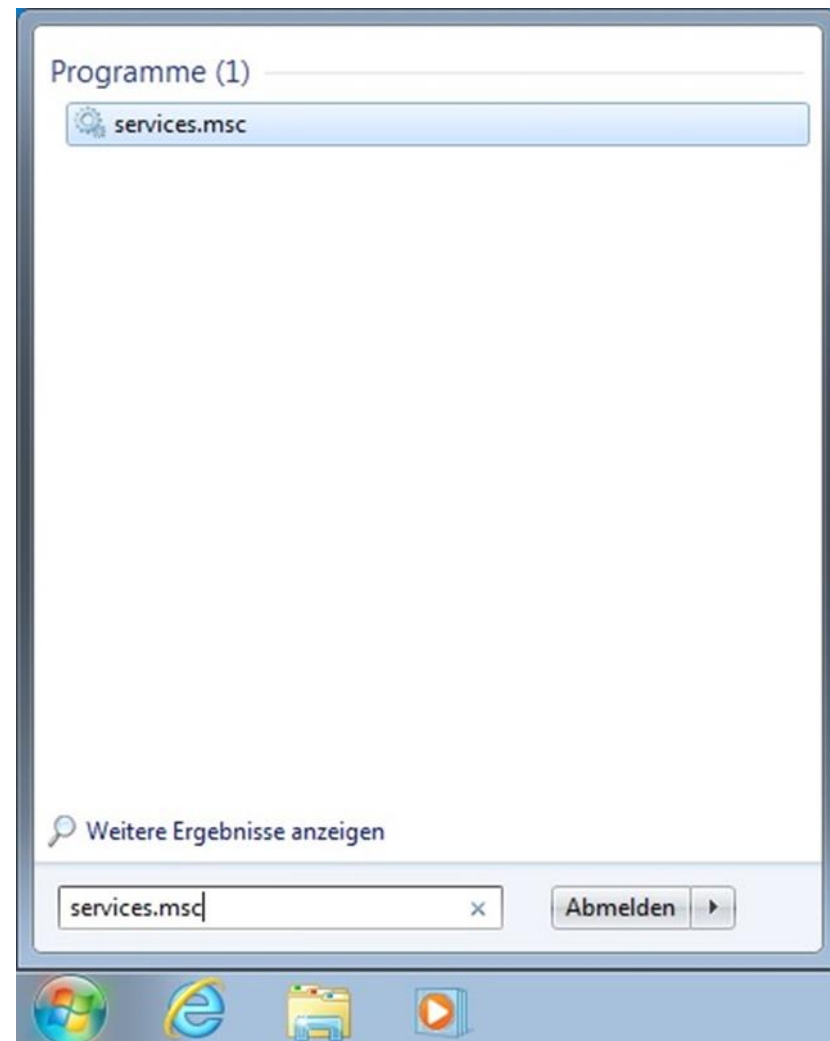 Programme (1)
services.msc
Weitere Ergebnisse anzeigen
services.msc
Abmelden